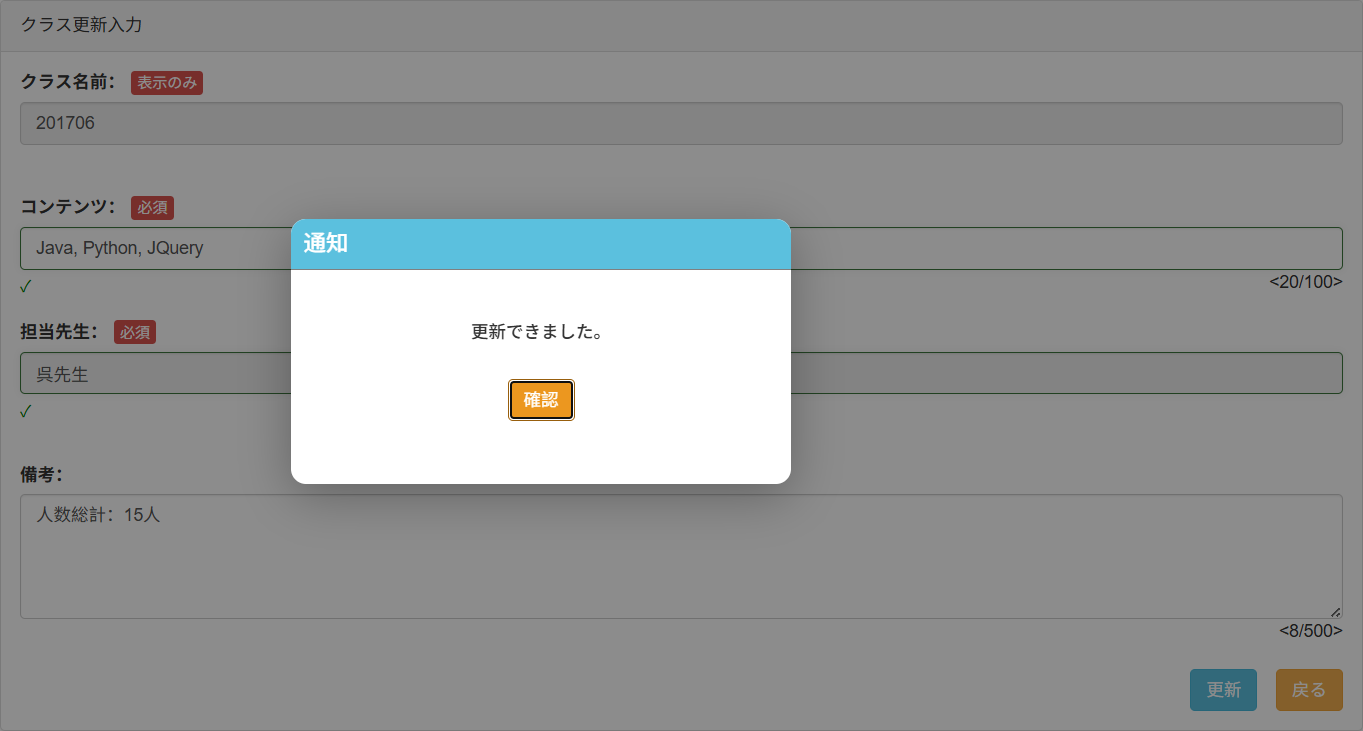 クラス更新入力
クラス名前： 表示のみ
201706
コンテンツ： 必須
Java, Python, JQuery
<20/100>
担当先生： 必須
呉先生
備考：
人数総計：15人
<8/500>
更新 戻る
通知
更新できました。
確認